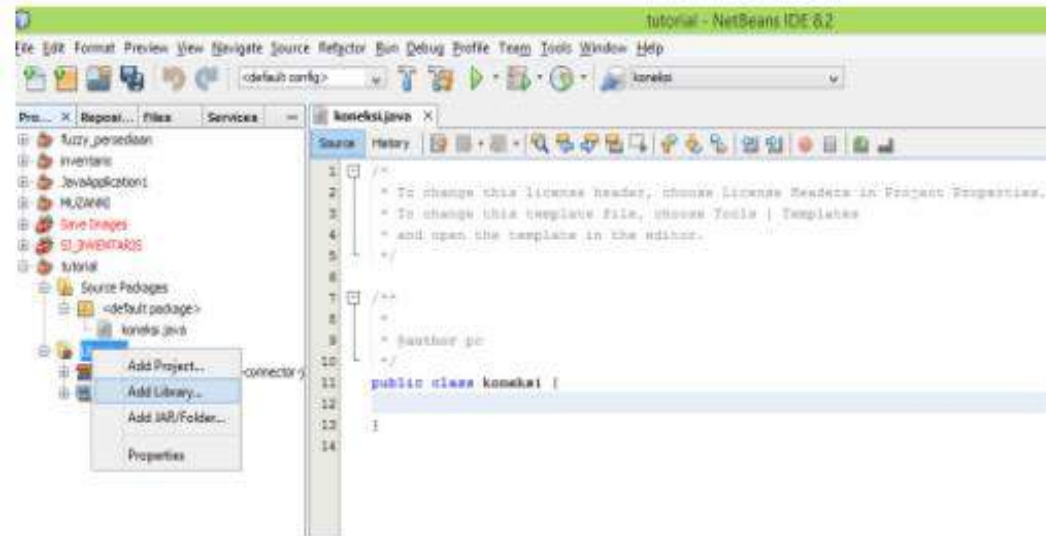 tutorial - NetBeans IDE 8.2
File Edit Format Preview View Navigate Source Refactor Run Debug Profile Team Tools Window Help
<default config>
koneksi
Pro... Reposi... Files Services
koneksi.java
Source History
fuzzy_persediaan
inventaris
JavaApplication1
Save Images
SI_INVENTARIS
tutorial
Source Packages
<default package>
koneksi.java
connector
Add Project...
Add Library...
Add JAR/Folder...
Properties
1 /*
2 * To change this license header, choose License Headers in Project Properties.
3 * To change this template file, choose Tools | Templates
4 * and open the template in the editor.
5 */
6
7 /**
8 *
9 * @author pc
10 */
11 public class koneksi {
12
13 }
14